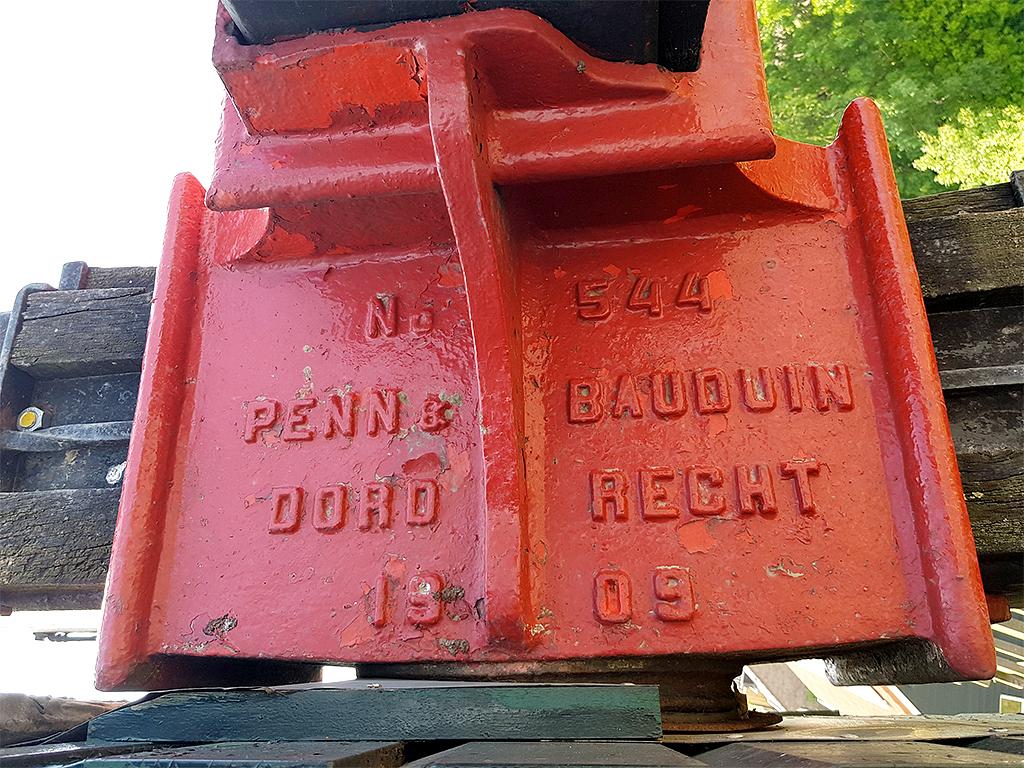 No 544
PENN & BAUDUIN
DORD RECHT
19 09